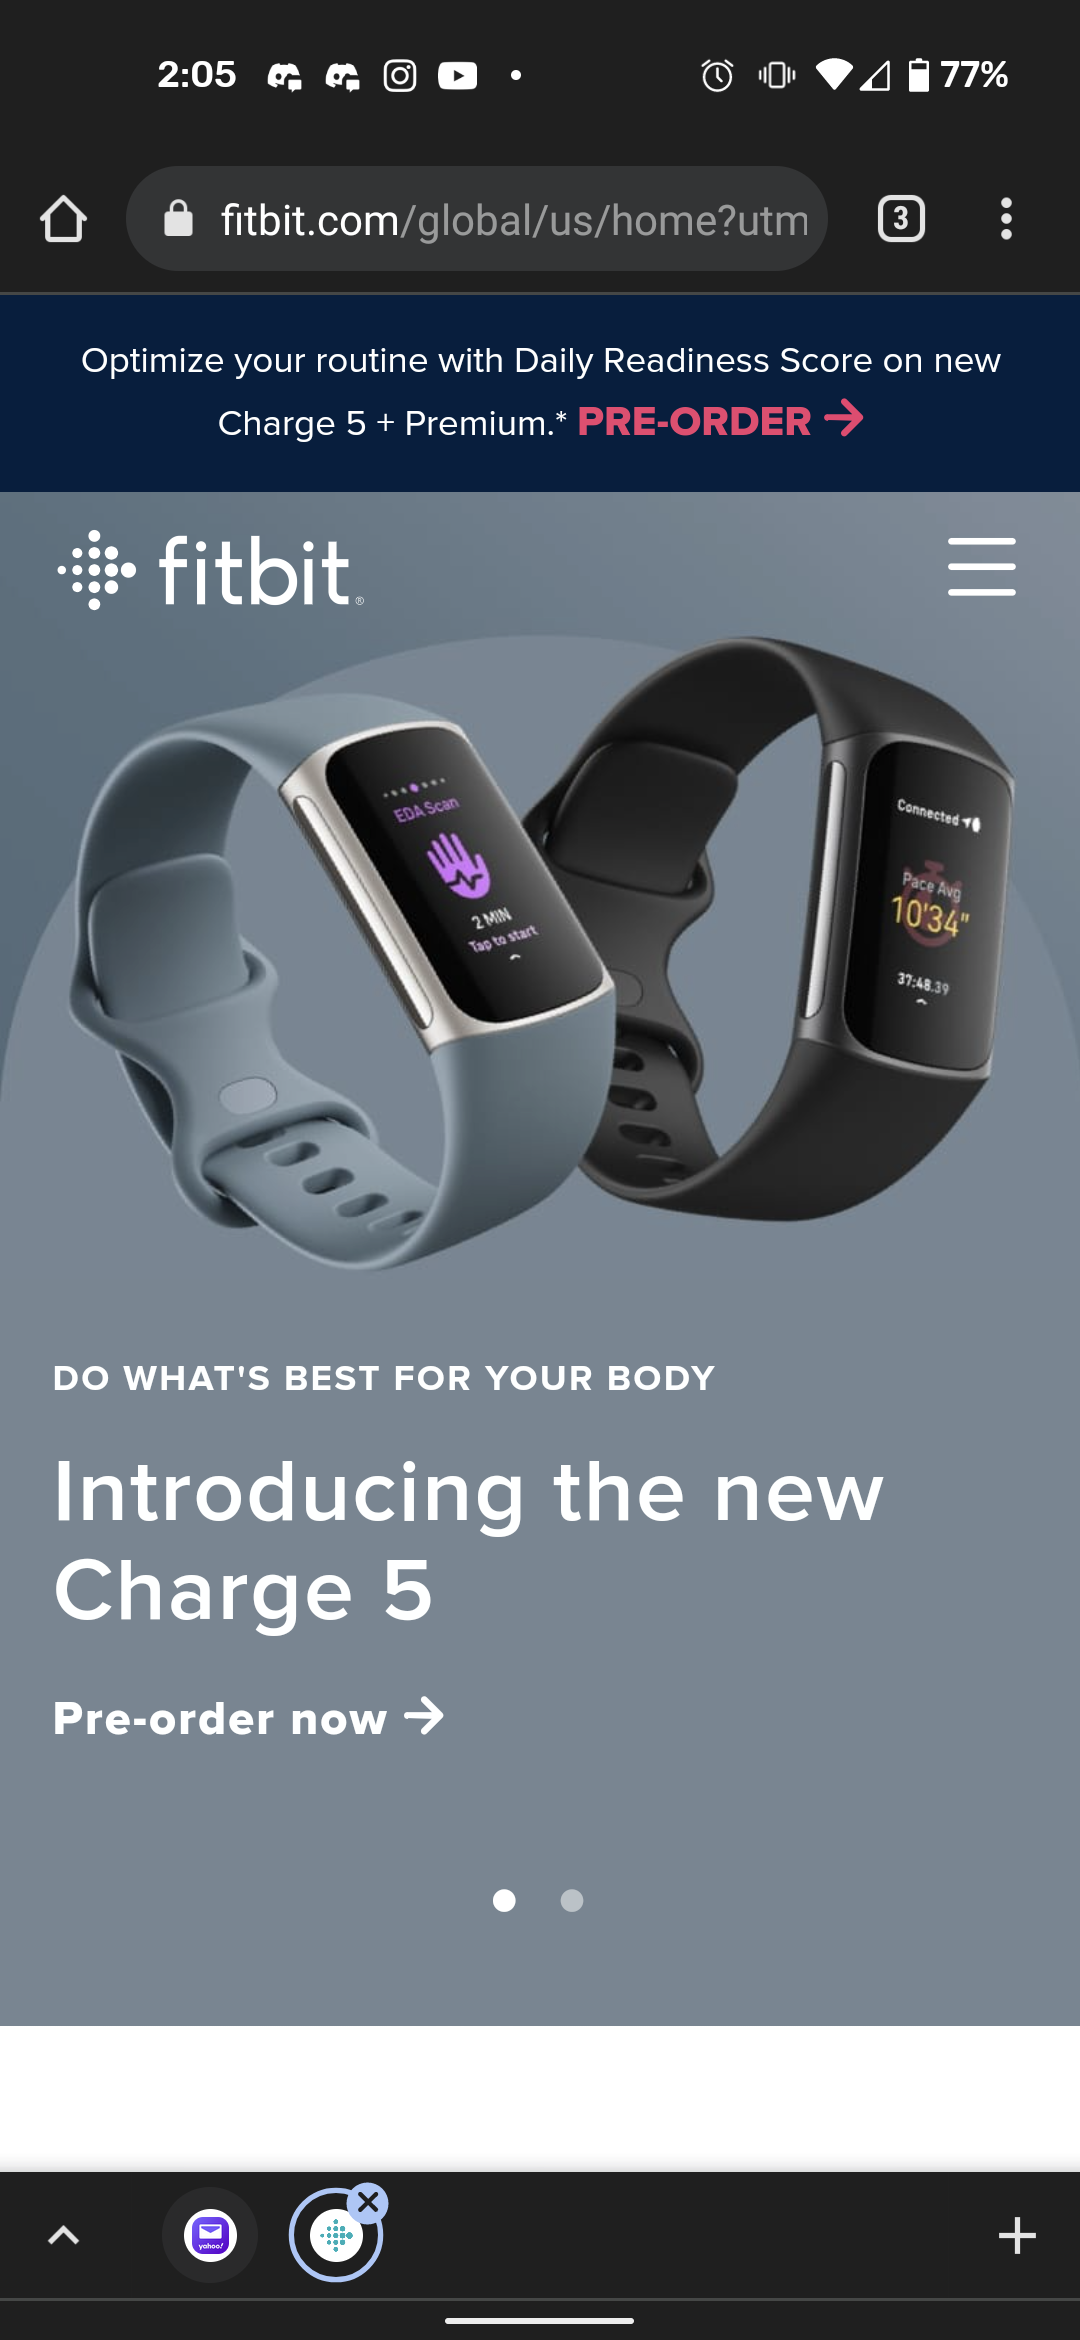 2:05
77%
fitbit.com/global/us/home?utm
3
Optimize your routine with Daily Readiness Score on new
Charge 5 + Premium.* PRE-ORDER →
fitbit®
EDA Scan
2 MIN
Tap to start
Connected
Pace Avg
10'34"
37:48.39
DO WHAT'S BEST FOR YOUR BODY
Introducing the new
Charge 5
Pre-order now →
yahoo!